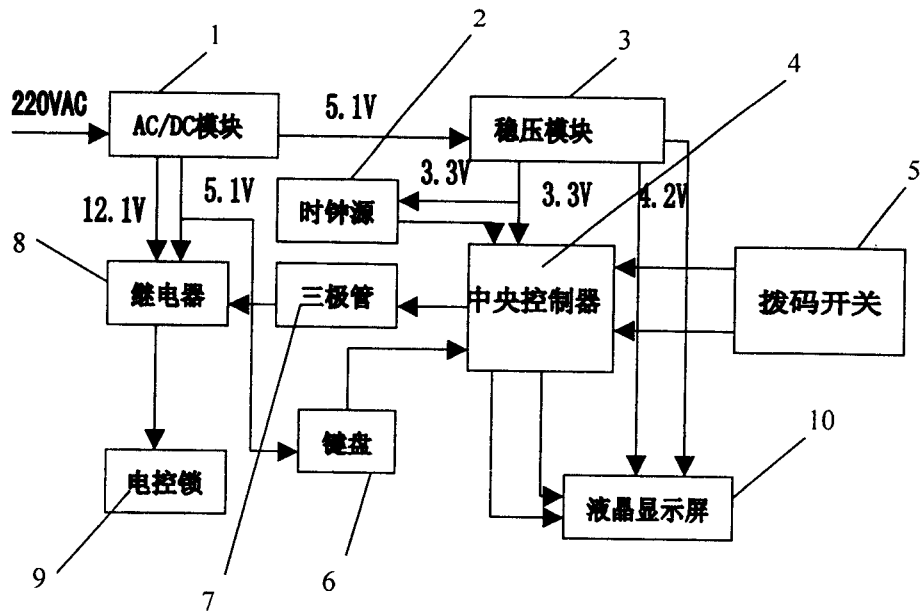 1
2
3
4
220VAC
AC/DC模块
5.1V
稳压模块
3.3V
12.1V
5.1V
时钟源
3.3V
4.2V
5
8
继电器
三极管
中央控制器
拨码开关
键盘
10
电控锁
液晶显示屏
9
7
6